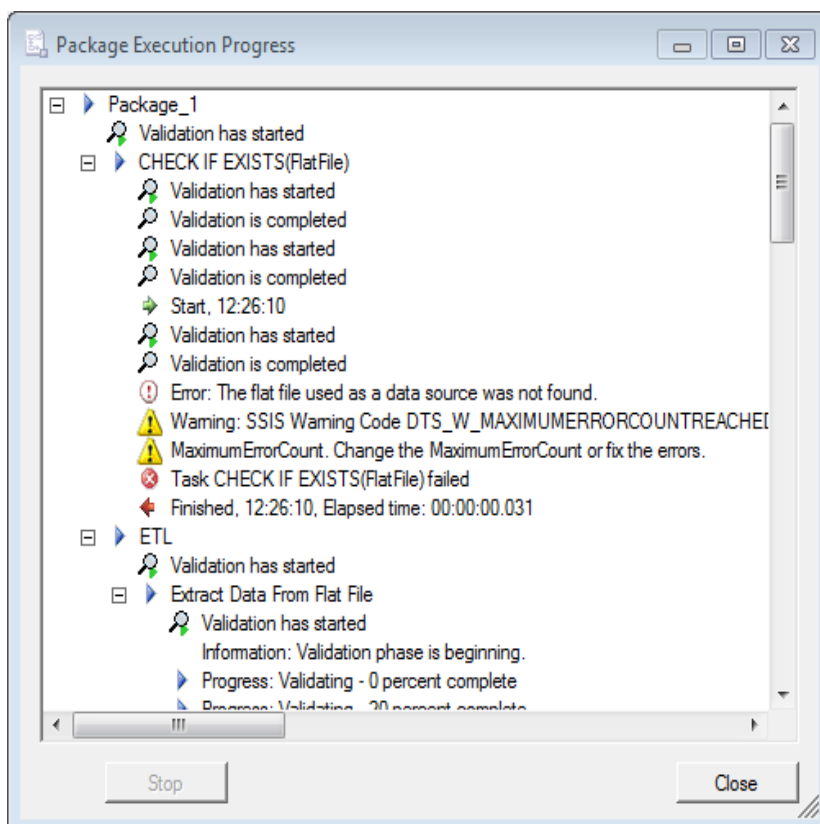 Package Execution Progress
Package_1
Validation has started
CHECK IF EXISTS(FlatFile)
Validation has started
Validation is completed
Validation has started
Validation is completed
Start, 12:26:10
Validation has started
Validation is completed
Error: The flat file used as a data source was not found.
Warning: SSIS Warning Code DTS_W_MAXIMUMERRORCOUNTREACHED
MaximumErrorCount. Change the MaximumErrorCount or fix the errors.
Task CHECK IF EXISTS(FlatFile) failed
Finished, 12:26:10, Elapsed time: 00:00:00.031
ETL
Validation has started
Extract Data From Flat File
Validation has started
Information: Validation phase is beginning.
Progress: Validating - 0 percent complete
Progress: Validating - 20 percent complete
Stop Close